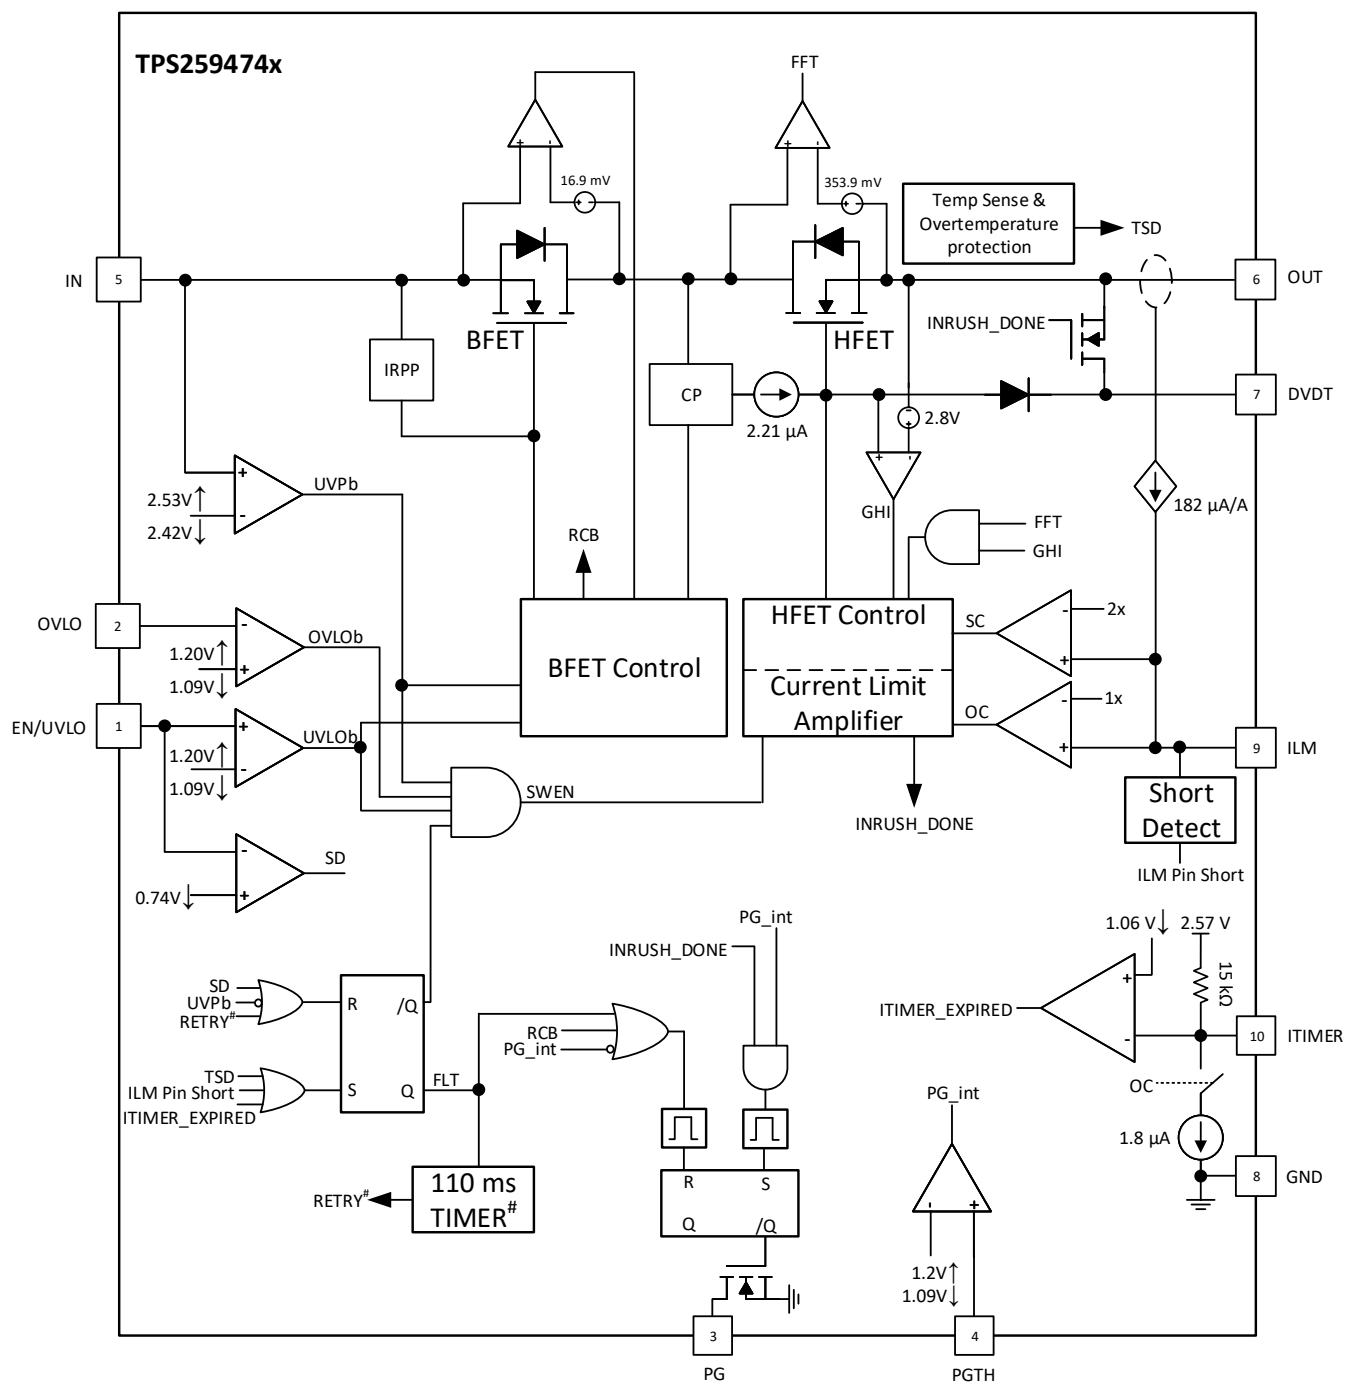 TPS259474x
FFT
16.9 mV
353.9 mV
+
-
+
-
+ -
+ -
Temp Sense &
Overtemperature
protection
TSD
IN
5
6
OUT
BFET
HFET
INRUSH_DONE
IRPP
CP
2.21 µA
2.8V
7
DVDT
-
+
+
-
GHI
182 µA/A
UVPb
+
2.53V↑
-
2.42V↓
RCB
FFT
GHI
OVLO
2
-
OVLOb
1.20V↑
+
1.09V↓
BFET Control
HFET Control
Current Limit
Amplifier
SC
-
2x
+
EN/UVLO
1
+
UVLOb
1.20V↑
-
1.09V↓
OC
-
1x
+
9
ILM
SWEN
INRUSH_DONE
Short
Detect
ILM Pin Short
-
SD
0.74V↓
+
PG_int
INRUSH_DONE
1.06 V↓
2.57 V
15 kΩ
+
ITIMER_EXPIRED
-
10
ITIMER
SD
UVPb
RETRY#
R
/Q
RCB
PG_int
TSD
ILM Pin Short
ITIMER_EXPIRED
S
Q
FLT
OC
PG_int
1.8 µA
8
GND
110 ms
TIMER#
RETRY#
R
S
Q
/Q
-
+
1.2V↑
1.09V↓
3
4
PG
PGTH